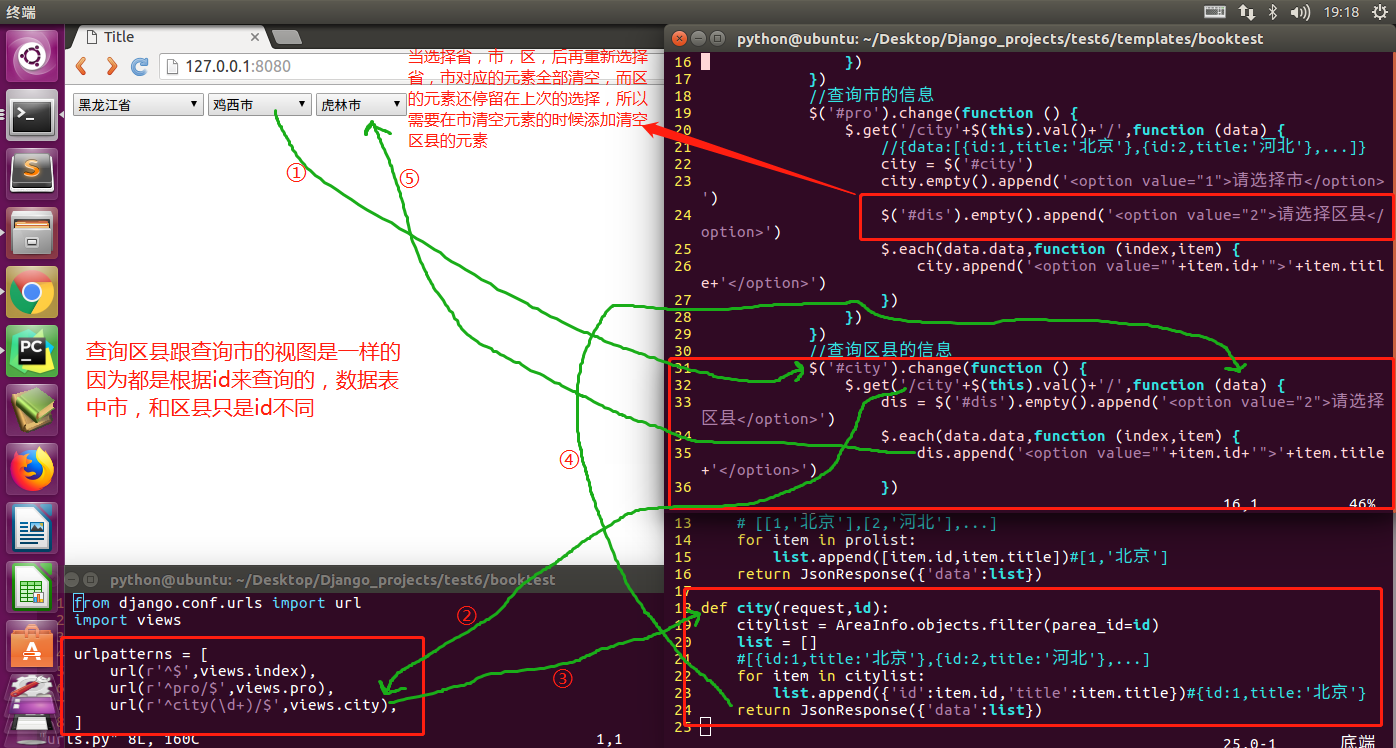 终端
19:18
Title
127.0.0.1:8080
黑龙江省
鸡西市
虎林市
当选择省，市，区，后再重新选择
省，市对应的元素全部清空，而区
的元素还停留在上次的选择，所以
需要在市清空元素的时候添加清空
区县的元素
①
⑤
查询区县跟查询市的视图是一样的
因为都是根据id来查询的，数据表
中市，和区县只是id不同
④
②
③
python@ubuntu: ~/Desktop/Django_projects/test6/templates/booktest
16 })
17 })
18 //查询市的信息
19 $('#pro').change(function () {
20 $.get('/city'+$(this).val()+'/',function (data) {
21 //{data:[{id:1,title:'北京'},{id:2,title:'河北'},...]}
22 city = $('#city')
23 city.empty().append('<option value="1">请选择市</option>
')
24 $('#dis').empty().append('<option value="2">请选择区县</
option>')
25 $.each(data.data,function (index,item) {
26 city.append('<option value="'+item.id+'">'+item.titl
e+'</option>')
27 })
28 })
29 })
30 //查询区县的信息
31 $('#city').change(function () {
32 $.get('/city'+$(this).val()+'/',function (data) {
33 dis = $('#dis').empty().append('<option value="2">请选择
区县</option>')
34 $.each(data.data,function (index,item) {
35 dis.append('<option value="'+item.id+'">'+item.title
+'</option>')
36 })
16,1 46%
13 # [[1,'北京'],[2,'河北'],...]
14 for item in prolist:
15 list.append([item.id,item.title])#[1,'北京']
16 return JsonResponse({'data':list})
17
18 def city(request,id):
19 citylist = AreaInfo.objects.filter(parea_id=id)
20 list = []
21 #[{id:1,title:'北京'},{id:2,title:'河北'},...]
22 for item in citylist:
23 list.append({'id':item.id,'title':item.title})#{id:1,title:'北京'}
24 return JsonResponse({'data':list})
25
25,0-1 底端
python@ubuntu: ~/Desktop/Django_projects/test6/booktest
1 from django.conf.urls import url
2 import views
3
urlpatterns = [
url(r'^$',views.index),
url(r'^pro/$',views.pro),
url(r'^city(\d+)/$',views.city),
]
"urls.py" 8L, 160C 1,1